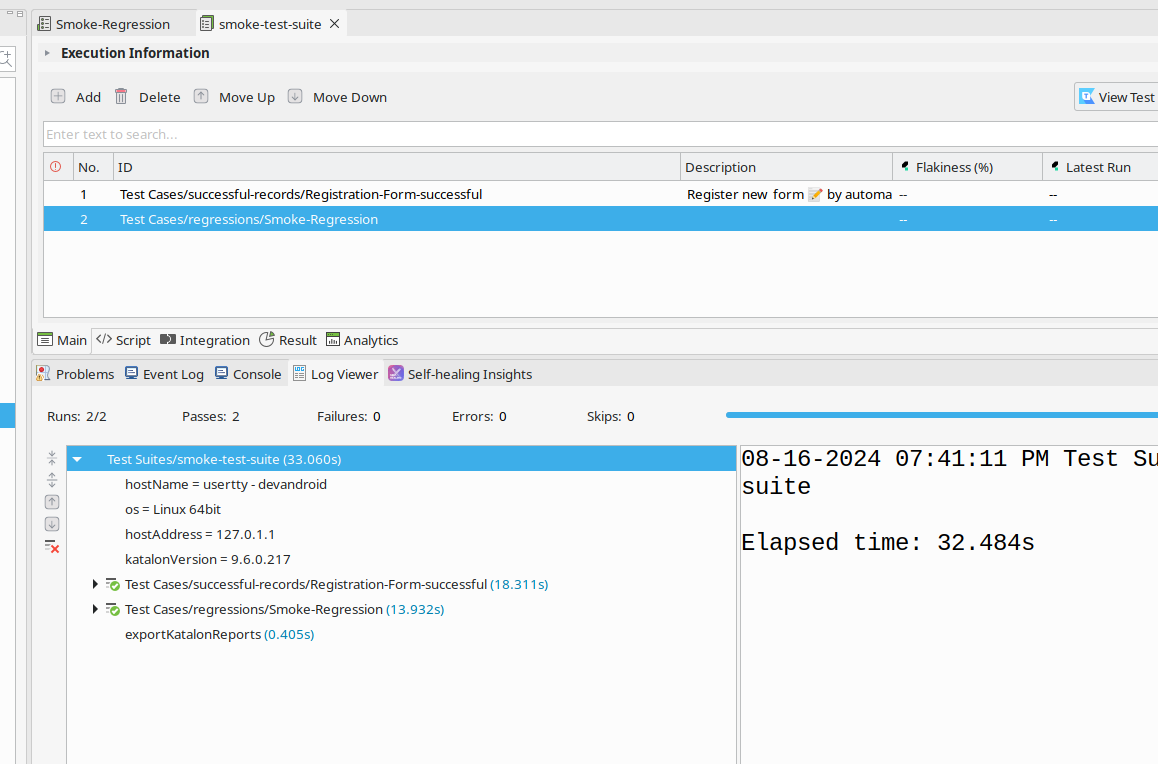 Smoke-Regression smoke-test-suite
Execution Information
Add Delete Move Up Move Down View Test
Enter text to search...
No. ID Description Flakiness (%) Latest Run
1 Test Cases/successful-records/Registration-Form-successful Register new form 📝 by automa -- --
2 Test Cases/regressions/Smoke-Regression -- --
Main Script Integration Result Analytics
Problems Event Log Console Log Viewer Self-healing Insights
Runs: 2/2 Passes: 2 Failures: 0 Errors: 0 Skips: 0
Test Suites/smoke-test-suite (33.060s)
hostName = usertty - devandroid
os = Linux 64bit
hostAddress = 127.0.1.1
katalonVersion = 9.6.0.217
Test Cases/successful-records/Registration-Form-successful (18.311s)
Test Cases/regressions/Smoke-Regression (13.932s)
exportKatalonReports (0.405s)
08-16-2024 07:41:11 PM Test Su
suite
Elapsed time: 32.484s